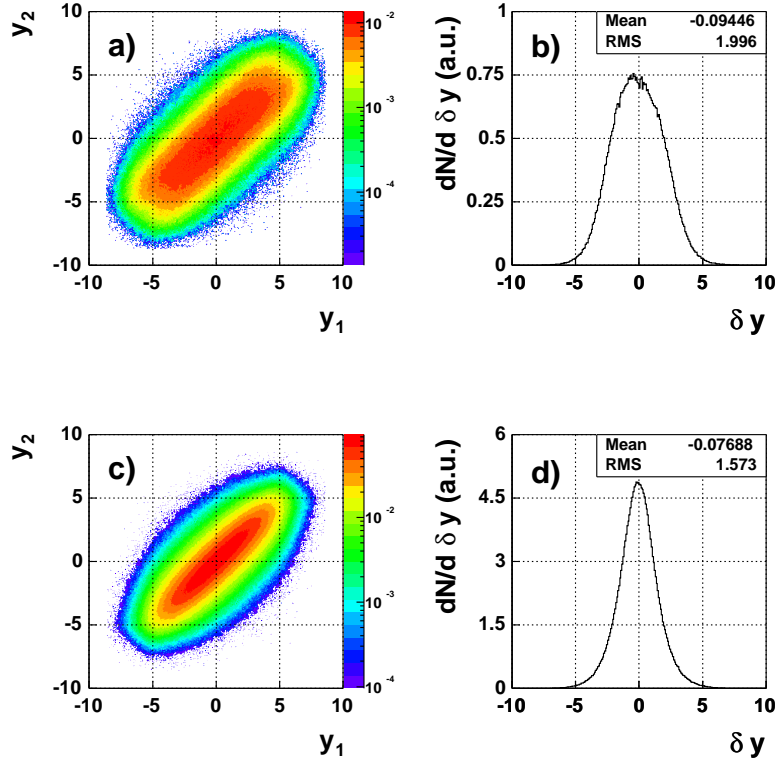 y2
10
5
0
-5
-10
a)
-10 -5 0 5 10
y1
10-2
10-3
10-4
dN/d δ y (a.u.)
1
0.75
0.5
0.25
0
b)
Mean -0.09446
RMS 1.996
-10 -5 0 5 10
δ y
y2
10
5
0
-5
-10
c)
-10 -5 0 5 10
y1
10-2
10-3
10-4
dN/d δ y (a.u.)
6
4.5
3
1.5
0
d)
Mean -0.07688
RMS 1.573
-10 -5 0 5 10
δ y